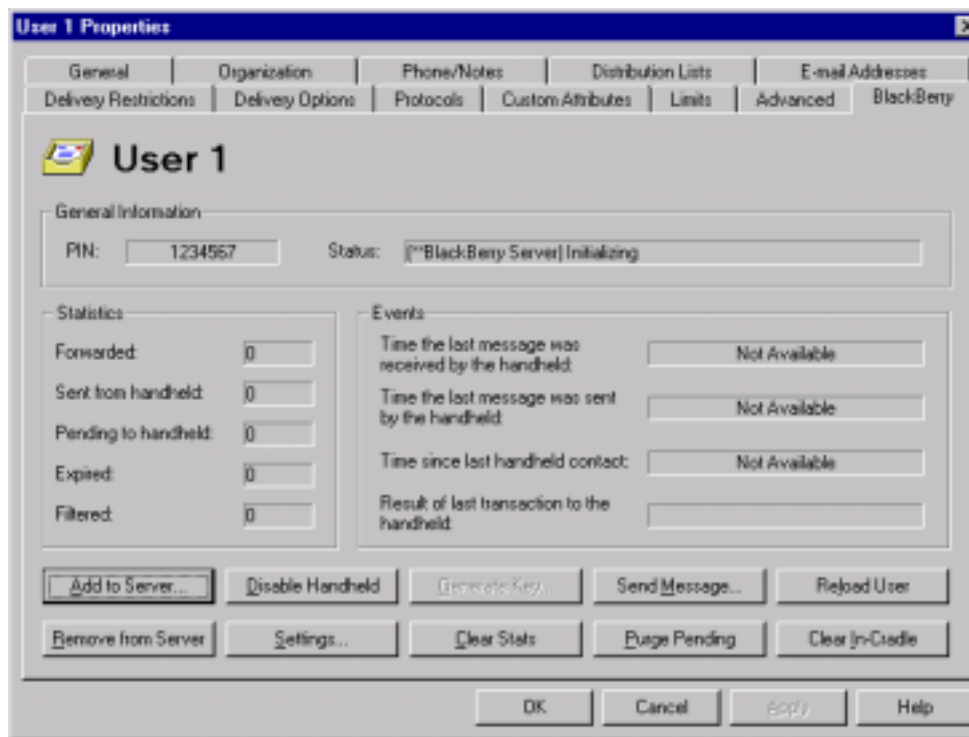 User 1 Properties
General Organization Phone/Notes Distribution Lists E-mail Addresses
Delivery Restrictions Delivery Options Protocols Custom Attributes Limits Advanced BlackBerry
User 1
General Information
PIN: 1234567 Status: [**BlackBerry Server] Initializing
Statistics
Forwarded: 0
Sent from handheld: 0
Pending to handheld: 0
Expired: 0
Filtered: 0
Events
Time the last message was
received by the handheld: Not Available
Time the last message was sent
by the handheld: Not Available
Time since last handheld contact: Not Available
Result of last transaction to the
handheld:
Add to Server... Disable Handheld Generate Key... Send Message... Reload User
Remove from Server Settings... Clear Stats Purge Pending Clear In-Cradle
OK Cancel Apply Help